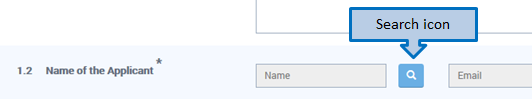 Search icon
1.2 Name of the Applicant *
Name
Email